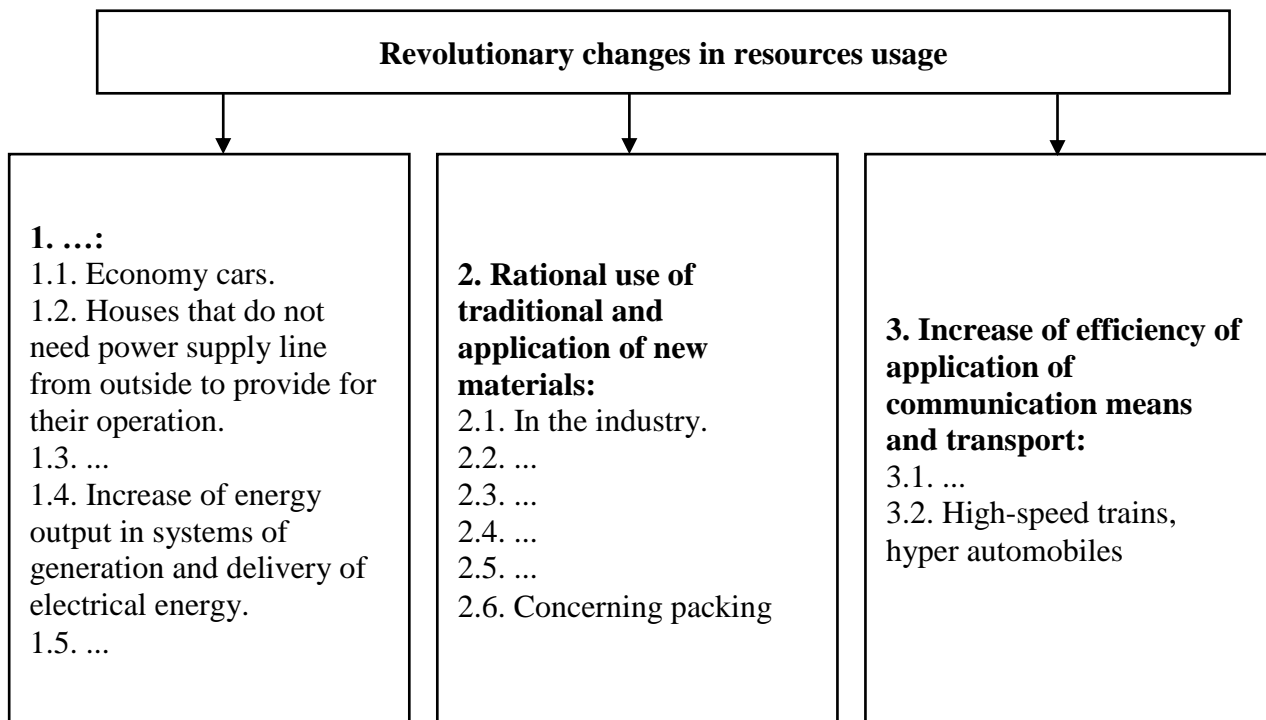 Revolutionary changes in resources usage
1. …:
1.1. Economy cars.
1.2. Houses that do not
need power supply line
from outside to provide for
their operation.
1.3. ...
1.4. Increase of energy
output in systems of
generation and delivery of
electrical energy.
1.5. ...
2. Rational use of
traditional and
application of new
materials:
2.1. In the industry.
2.2. ...
2.3. ...
2.4. ...
2.5. ...
2.6. Concerning packing
3. Increase of efficiency of
application of
communication means
and transport:
3.1. ...
3.2. High-speed trains,
hyper automobiles